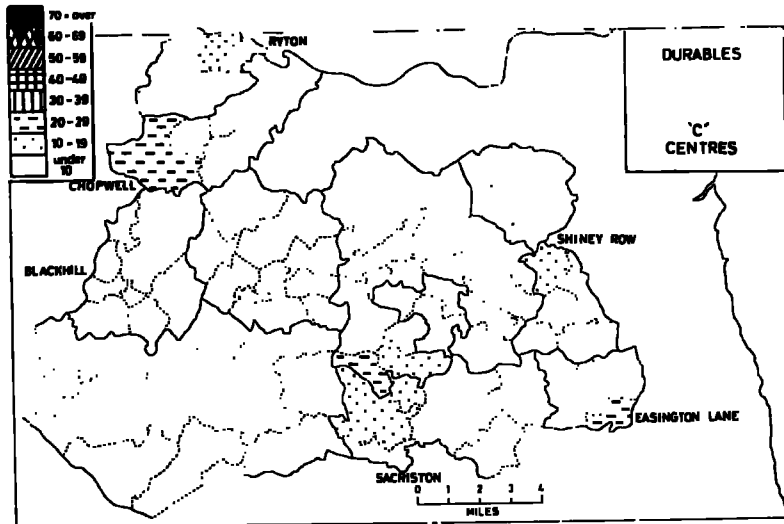 70 - over
60 - 69
50 - 59
40 - 49
30 - 39
20 - 29
10 - 19
under
10
RYTON
DURABLES
'C'
CENTRES
CHOPWELL
SHINEY ROW
BLACKHILL
EASINGTON LANE
SACRISTON
0 1 2 3 4
MILES